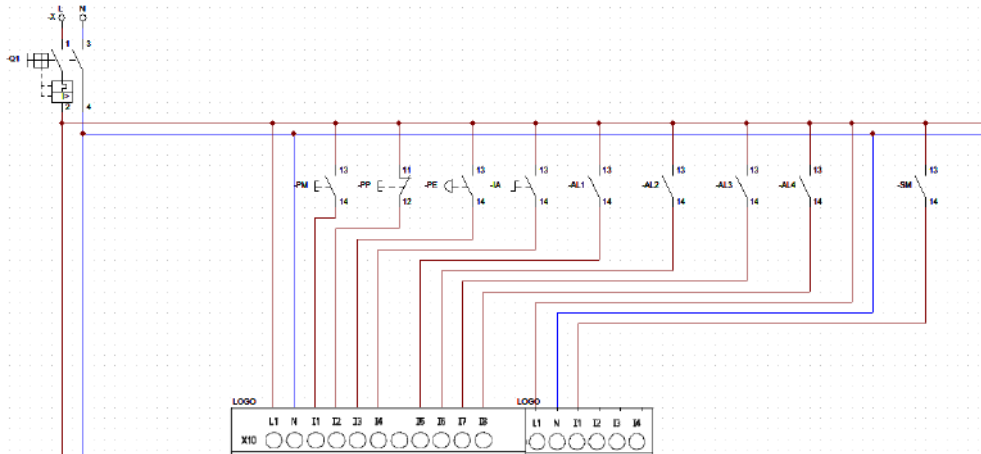 L N
-X
1 3
-Q1
2 4
13 11 13 13 13 13 13 13 13
-PM -PP -PE -IA -AL1 -AL2 -AL3 -AL4 -SM
14 12 14 14 14 14 14 14 14
LOGO LOGO
L1 N I1 I2 I3 I4 I5 I6 I7 I8 L1 N I1 I2 I3 I4
X10